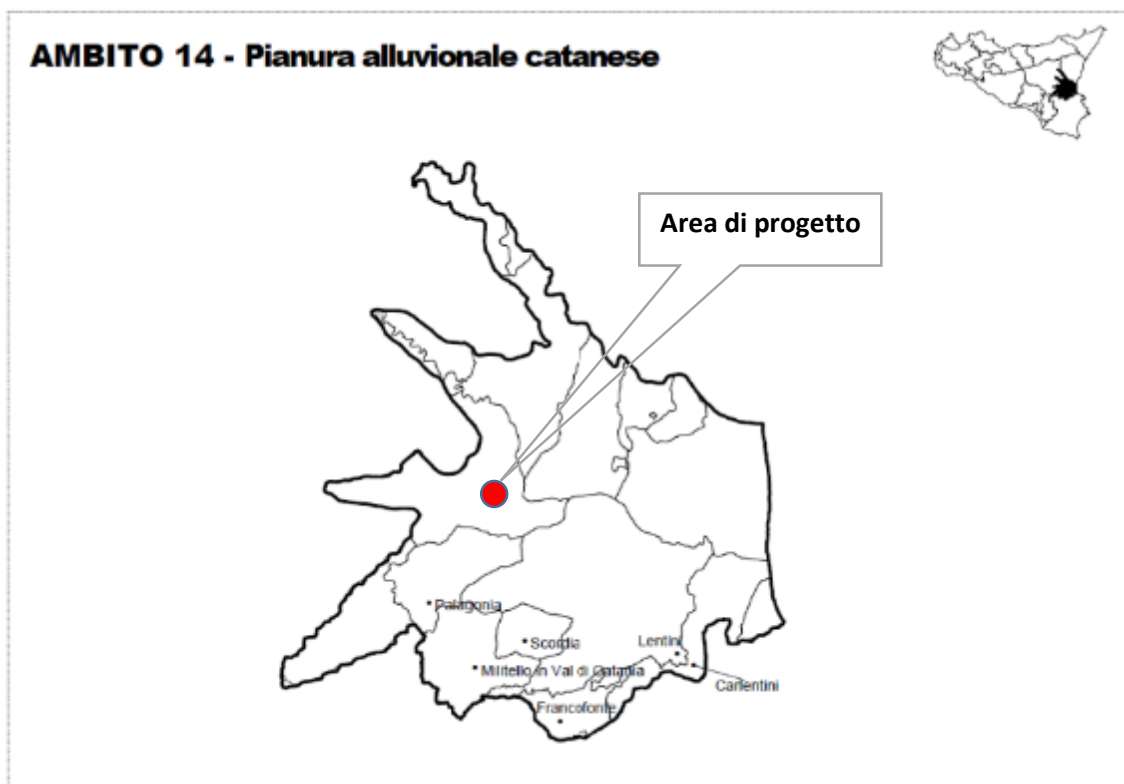 AMBITO 14 - Pianura alluvionale catanese
Area di progetto
Palagonia
Scordia
Lentini
Militello in Val di Catania
Carlentini
Francofonte